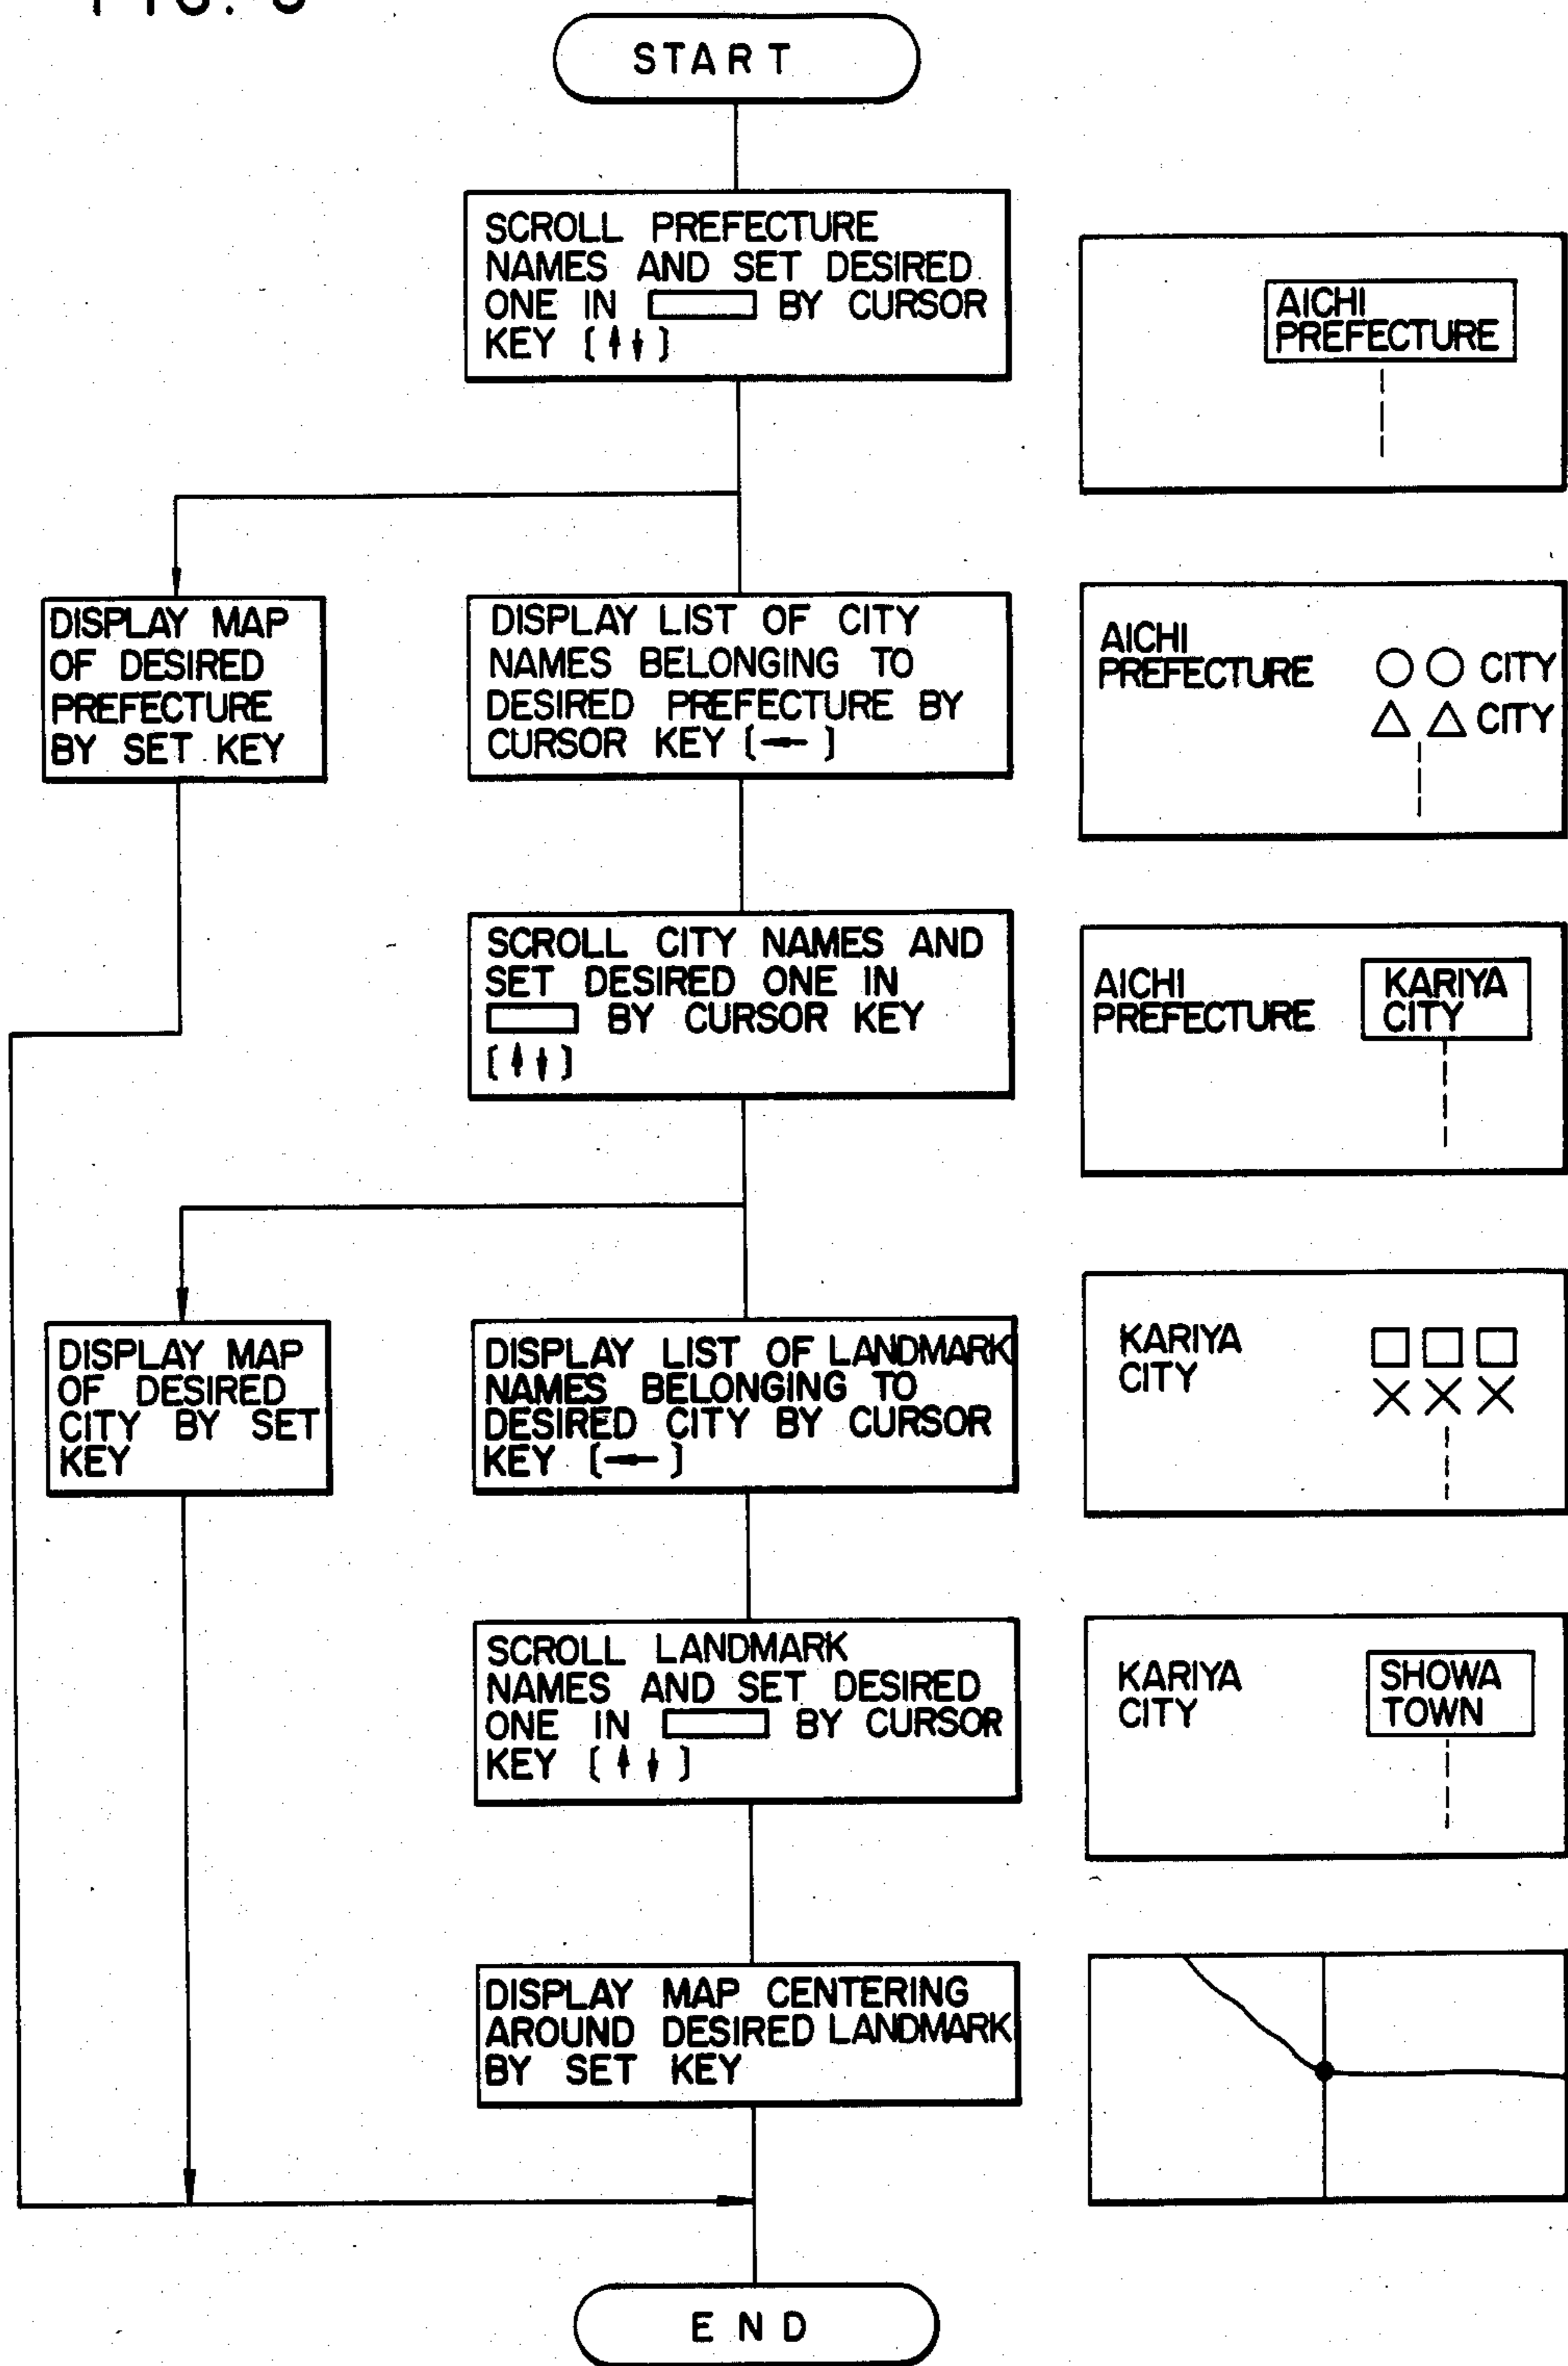 START
SCROLL PREFECTURE
NAMES AND SET DESIRED
ONE IN BY CURSOR
KEY [↑↓]
AICHI
PREFECTURE
DISPLAY MAP
OF DESIRED
PREFECTURE
BY SET KEY
DISPLAY LIST OF CITY
NAMES BELONGING TO
DESIRED PREFECTURE BY
CURSOR KEY [←]
AICHI
PREFECTURE
○○ CITY
△△ CITY
SCROLL CITY NAMES AND
SET DESIRED ONE IN
BY CURSOR KEY
[↑↓]
AICHI
PREFECTURE
KARIYA
CITY
DISPLAY MAP
OF DESIRED
CITY BY SET
KEY
DISPLAY LIST OF LANDMARK
NAMES BELONGING TO
DESIRED CITY BY CURSOR
KEY [←]
KARIYA
CITY
□□□
×××
SCROLL LANDMARK
NAMES AND SET DESIRED
ONE IN BY CURSOR
KEY [↑↓]
KARIYA
CITY
SHOWA
TOWN
DISPLAY MAP CENTERING
AROUND DESIRED LANDMARK
BY SET KEY
END